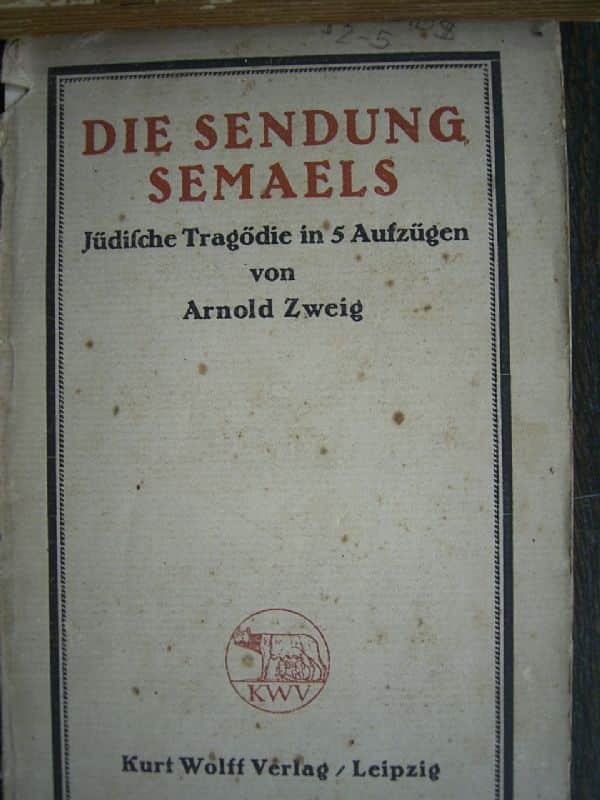 DIE SENDUNG
SEMAELS
Jüdiſche Tragödie in 5 Aufzügen
von
Arnold Zweig
KWV
Kurt Wolff Verlag / Leipzig